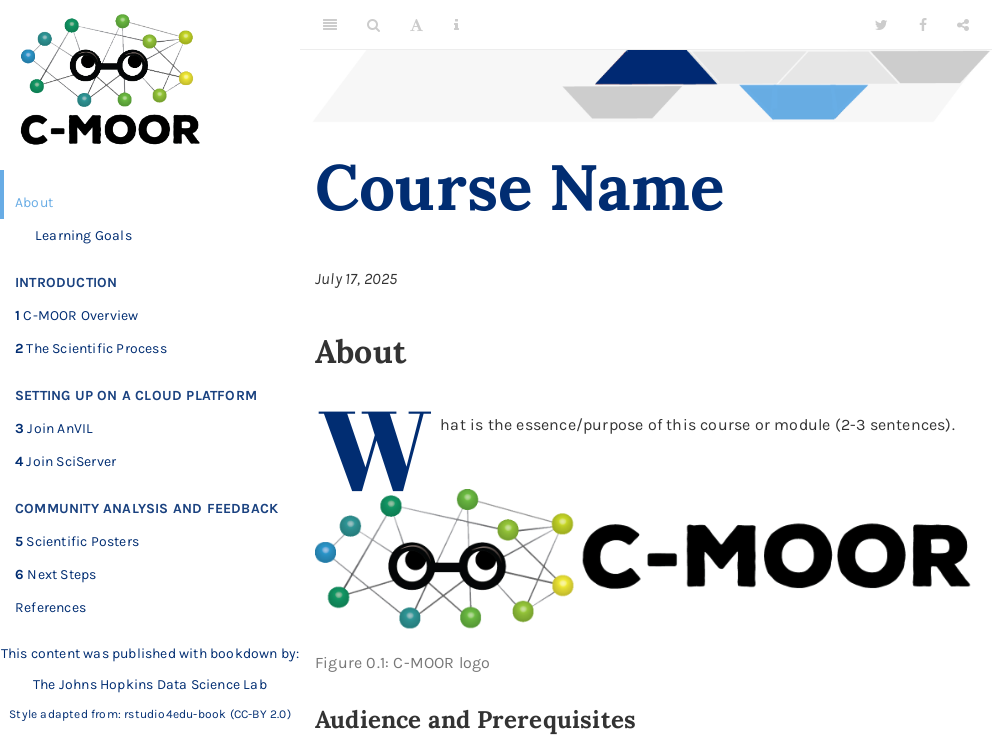 C-MOOR
About
Learning Goals
INTRODUCTION
1 C-MOOR Overview
2 The Scientific Process
SETTING UP ON A CLOUD PLATFORM
3 Join AnVIL
4 Join SciServer
COMMUNITY ANALYSIS AND FEEDBACK
5 Scientific Posters
6 Next Steps
References
This content was published with bookdown by:
The Johns Hopkins Data Science Lab
Style adapted from: rstudio4edu-book (CC-BY 2.0)
A
i
Course Name
July 17, 2025
About
What is the essence/purpose of this course or module (2-3 sentences).
C-MOOR
Figure 0.1: C-MOOR logo
Audience and Prerequisites